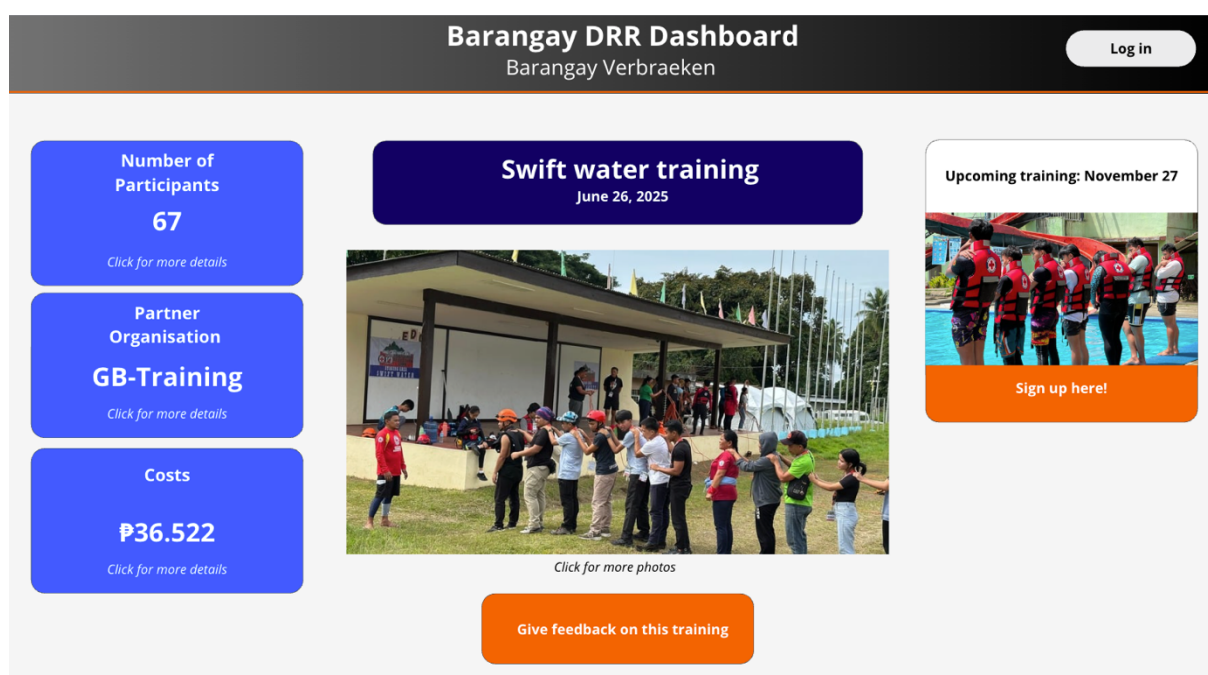 Barangay DRR Dashboard
Barangay Verbraeken
Log in
Number of
Participants
67
Click for more details
Partner
Organisation
GB-Training
Click for more details
Costs
₱36.522
Click for more details
Swift water training
June 26, 2025
SWIFT WATER
Click for more photos
Give feedback on this training
Upcoming training: November 27
Sign up here!